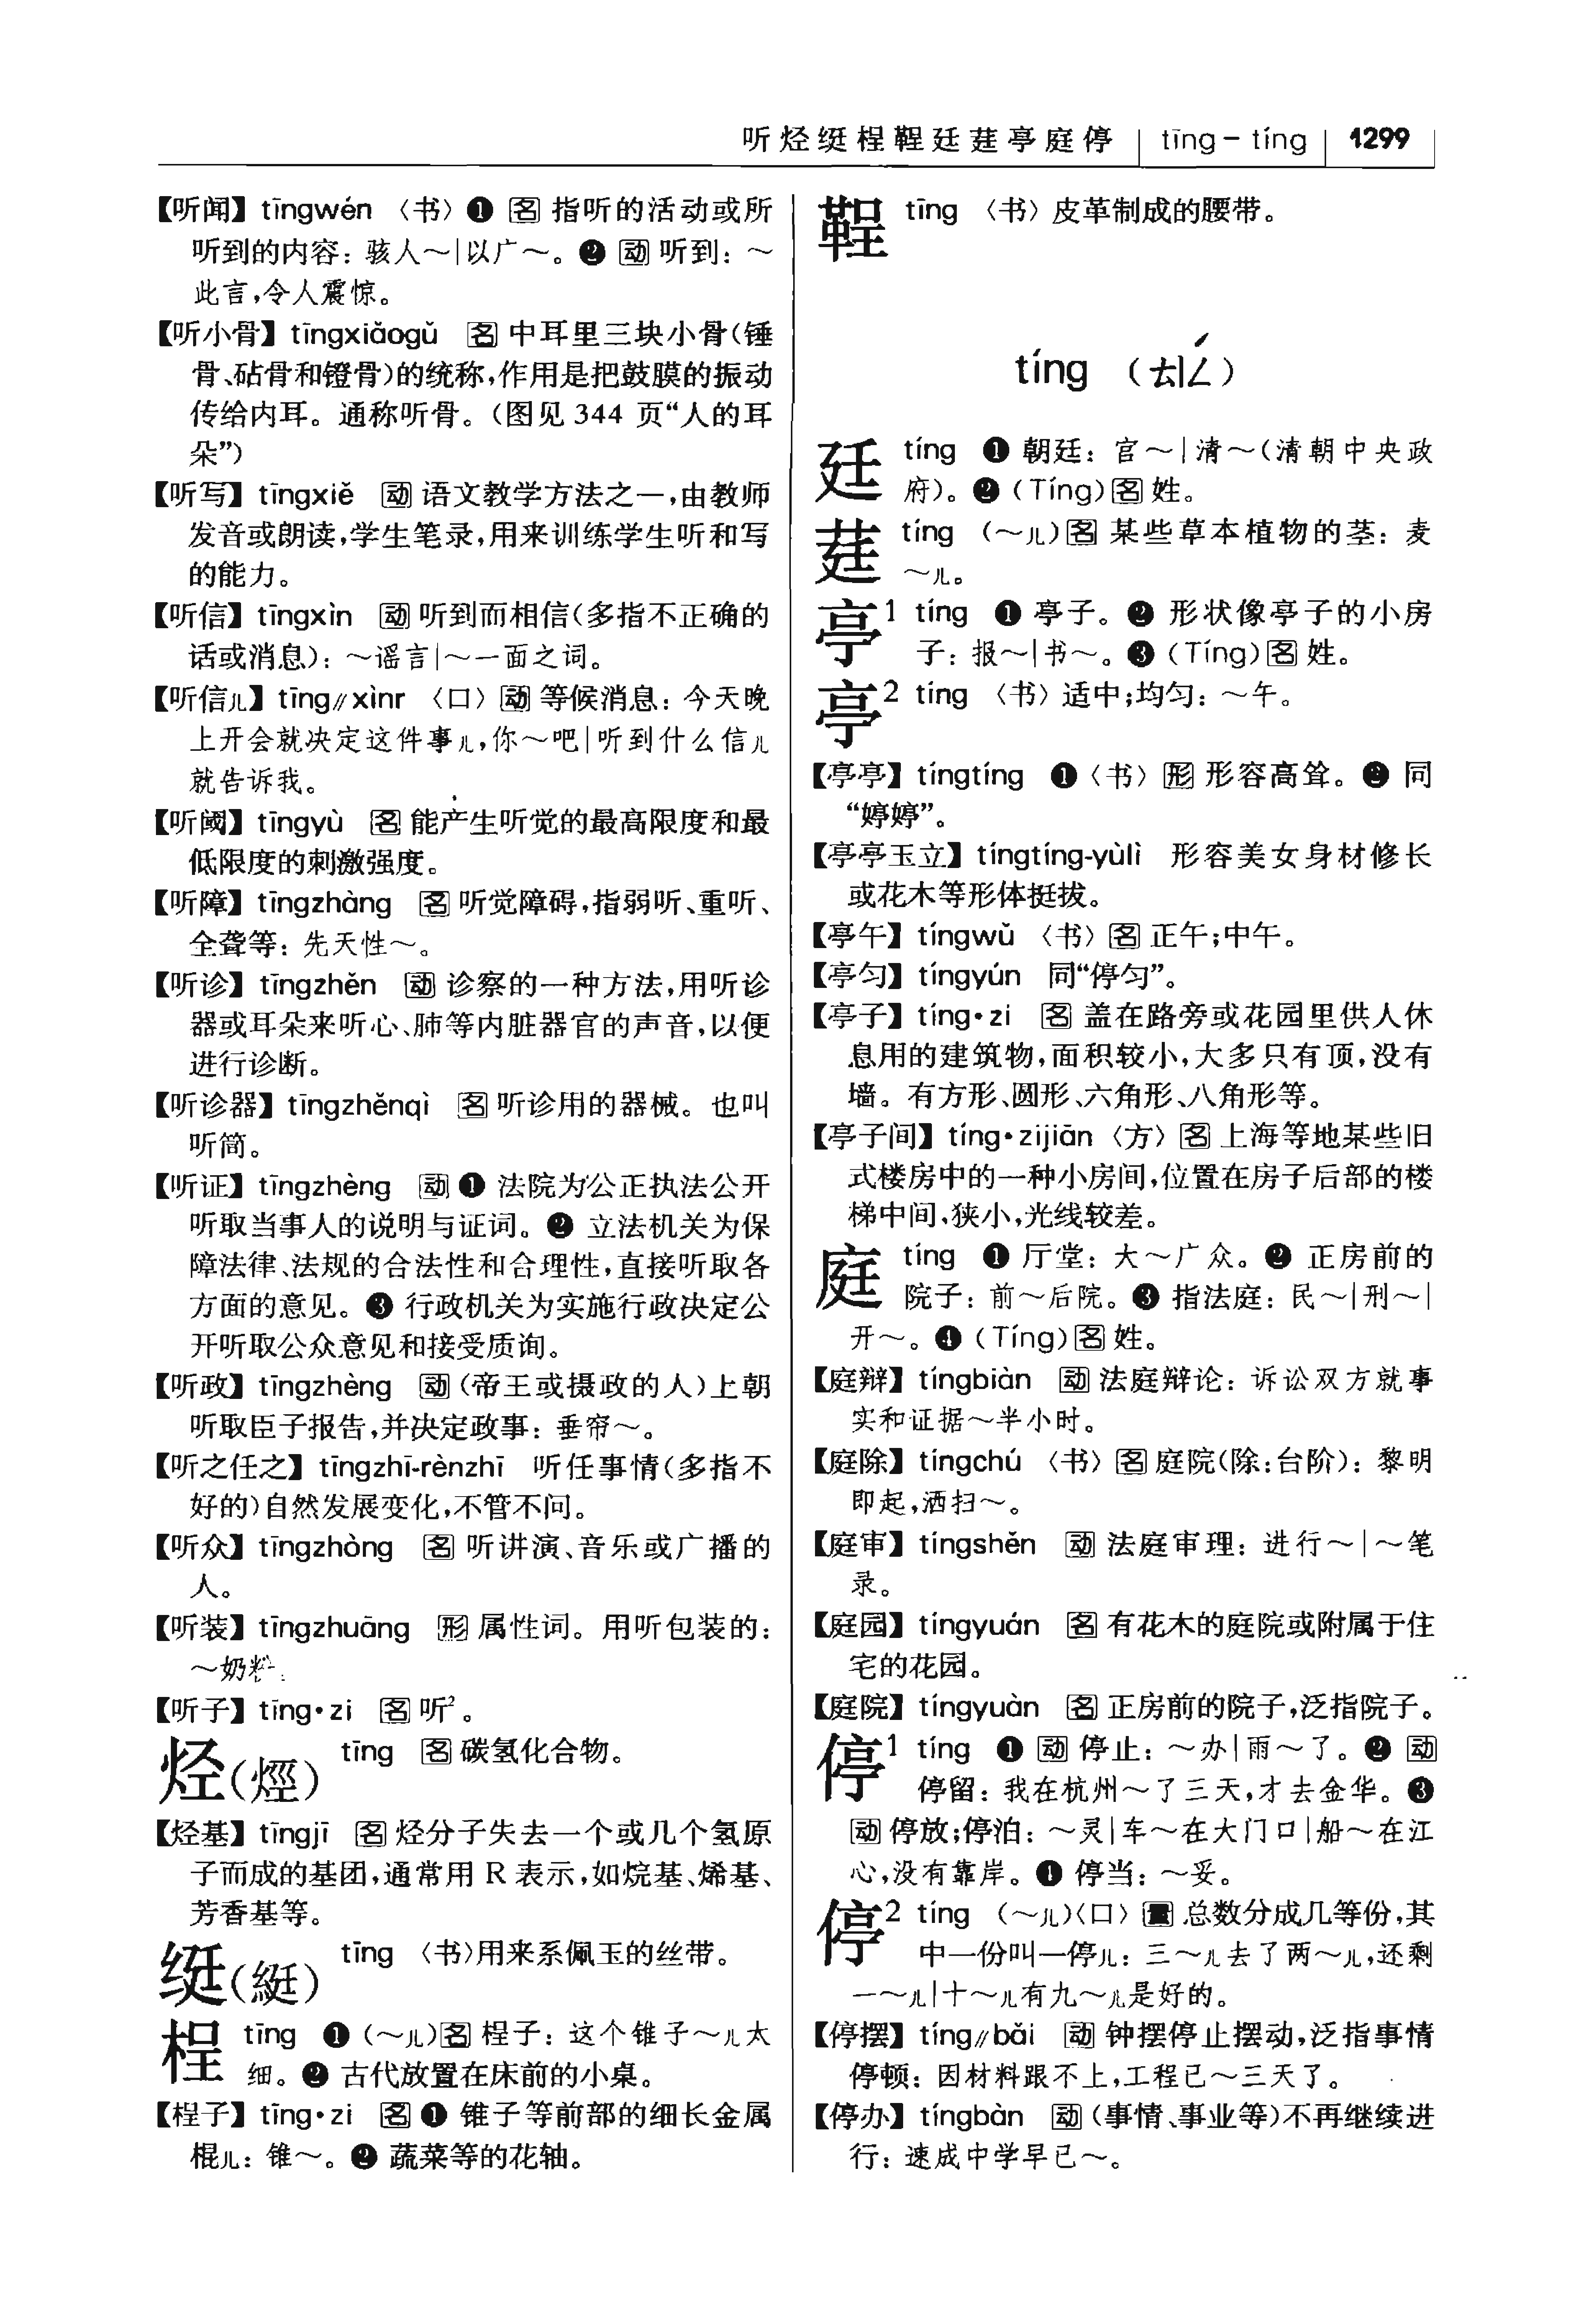 听烃𬘩桯鞓廷莛亭庭停 tīng－tíng 1299
【听闻】tīngwén 〈书〉❶ 名 指听的活动或所
听到的内容：骇人～|以广～。❷ 动 听到：～
此言，令人震惊。
【听小骨】tīngxiǎogǔ 名 中耳里三块小骨（锤
骨、砧骨和镫骨）的统称，作用是把鼓膜的振动
传给内耳。通称听骨。（图见 344 页“人的耳
朵”）
【听写】tīngxiě 动 语文教学方法之一，由教师
发音或朗读，学生笔录，用来训练学生听和写
的能力。
【听信】tīngxìn 动 听到而相信（多指不正确的
话或消息）：～谣言|～一面之词。
【听信儿】tīng∥xìnr 〈口〉动 等候消息：今天晚
上开会就决定这件事儿，你～吧|听到什么信儿
就告诉我。
【听阈】tīngyù 名 能产生听觉的最高限度和最
低限度的刺激强度。
【听障】tīngzhàng 名 听觉障碍，指弱听、重听、
全聋等：先天性～。
【听诊】tīngzhěn 动 诊察的一种方法，用听诊
器或耳朵来听心、肺等内脏器官的声音，以便
进行诊断。
【听诊器】tīngzhěnqì 名 听诊用的器械。也叫
听筒。
【听证】tīngzhèng 动 ❶ 法院为公正执法公开
听取当事人的说明与证词。❷ 立法机关为保
障法律、法规的合法性和合理性，直接听取各
方面的意见。❸ 行政机关为实施行政决定公
开听取公众意见和接受质询。
【听政】tīngzhèng 动（帝王或摄政的人）上朝
听取臣子报告，并决定政事：垂帘～。
【听之任之】tīngzhī-rènzhī 听任事情（多指不
好的）自然发展变化，不管不问。
【听众】tīngzhòng 名 听讲演、音乐或广播的
人。
【听装】tīngzhuāng 形 属性词。用听包装的：
～奶粉。
【听子】tīng·zi 名 听²。
烃（烴） tīng 名 碳氢化合物。
【烃基】tīngjī 名 烃分子失去一个或几个氢原
子而成的基团，通常用 R 表示，如烷基、烯基、
芳香基等。
𬘩（綎） tīng 〈书〉用来系佩玉的丝带。
桯 tīng ❶（～儿）名 桯子：这个锥子～儿太
细。❷ 古代放置在床前的小桌。
【桯子】tīng·zi 名 ❶ 锥子等前部的细长金属
棍儿：锥～。❷ 蔬菜等的花轴。
鞓 tīng 〈书〉皮革制成的腰带。
tíng （ㄊㄧㄥˊ）
廷 tíng ❶ 朝廷：宫～|清～（清朝中央政
府）。❷（Tíng）名 姓。
莛 tíng （～儿）名 某些草本植物的茎：麦
～儿。
亭¹ tíng ❶ 亭子。❷ 形状像亭子的小房
子：报～|书～。❸（Tíng）名 姓。
亭² tíng 〈书〉适中；均匀：～午。
【亭亭】tíngtíng ❶〈书〉形 形容高耸。❷ 同
“婷婷”。
【亭亭玉立】tíngtíng-yùlì 形容美女身材修长
或花木等形体挺拔。
【亭午】tíngwǔ 〈书〉名 正午；中午。
【亭匀】tíngyún 同“停匀”。
【亭子】tíng·zi 名 盖在路旁或花园里供人休
息用的建筑物，面积较小，大多只有顶，没有
墙。有方形、圆形、六角形、八角形等。
【亭子间】tíng·zijiān 〈方〉名 上海等地某些旧
式楼房中的一种小房间，位置在房子后部的楼
梯中间，狭小，光线较差。
庭 tíng ❶ 厅堂：大～广众。❷ 正房前的
院子：前～后院。❸ 指法庭：民～|刑～|
开～。❹（Tíng）名 姓。
【庭辩】tíngbiàn 动 法庭辩论：诉讼双方就事
实和证据～半小时。
【庭除】tíngchú 〈书〉名 庭院（除：台阶）：黎明
即起，洒扫～。
【庭审】tíngshěn 动 法庭审理：进行～|～笔
录。
【庭园】tíngyuán 名 有花木的庭院或附属于住
宅的花园。
【庭院】tíngyuàn 名 正房前的院子，泛指院子。
停¹ tíng ❶ 动 停止：～办|雨～了。❷ 动
停留：我在杭州～了三天，才去金华。❸
动 停放；停泊：～灵|车～在大门口|船～在江
心，没有靠岸。❹ 停当：～妥。
停² tíng （～儿）〈口〉量 总数分成几等份，其
中一份叫一停儿：三～儿去了两～儿，还剩
一～儿|十～儿有九～儿是好的。
【停摆】tíng∥bǎi 动 钟摆停止摆动，泛指事情
停顿：因材料跟不上，工程已～三天了。
【停办】tíngbàn 动（事情、事业等）不再继续进
行：速成中学早已～。